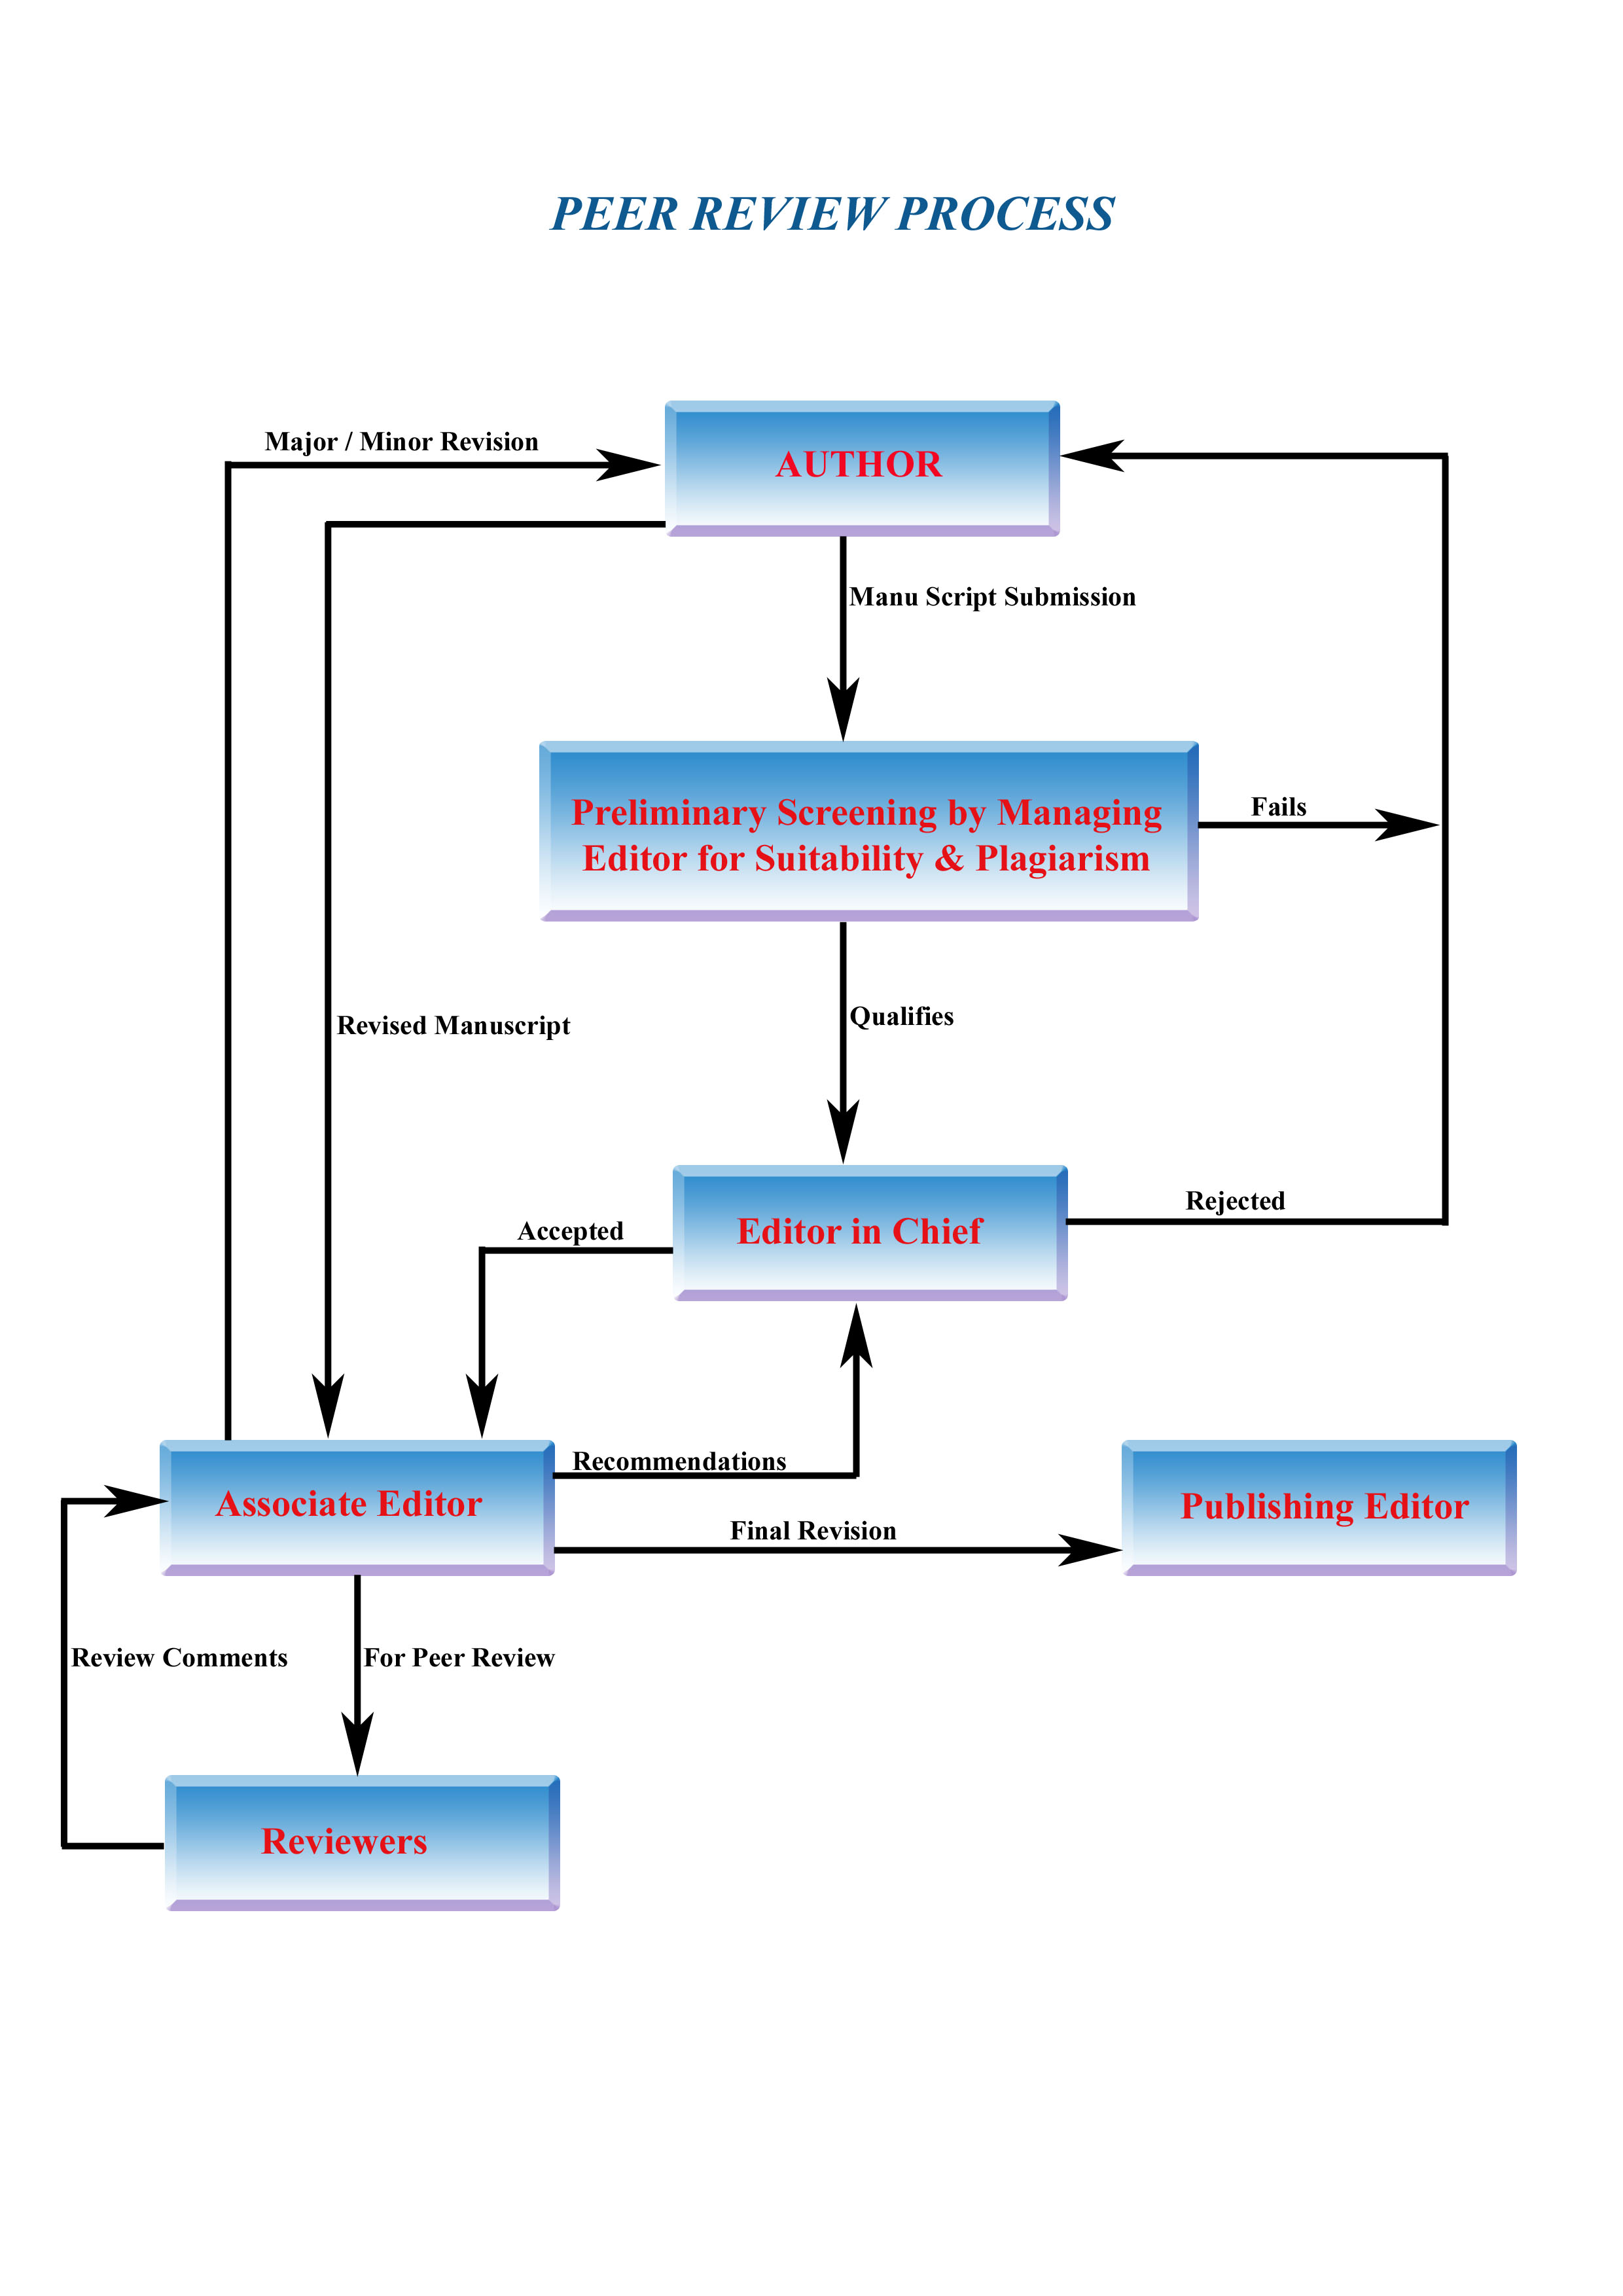 PEER REVIEW PROCESS
Major / Minor Revision
AUTHOR
Manu Script Submission
Preliminary Screening by Managing
Editor for Suitability & Plagiarism
Fails
Revised Manuscript
Qualifies
Rejected
Accepted
Editor in Chief
Recommendations
Associate Editor
Publishing Editor
Final Revision
Review Comments
For Peer Review
Reviewers